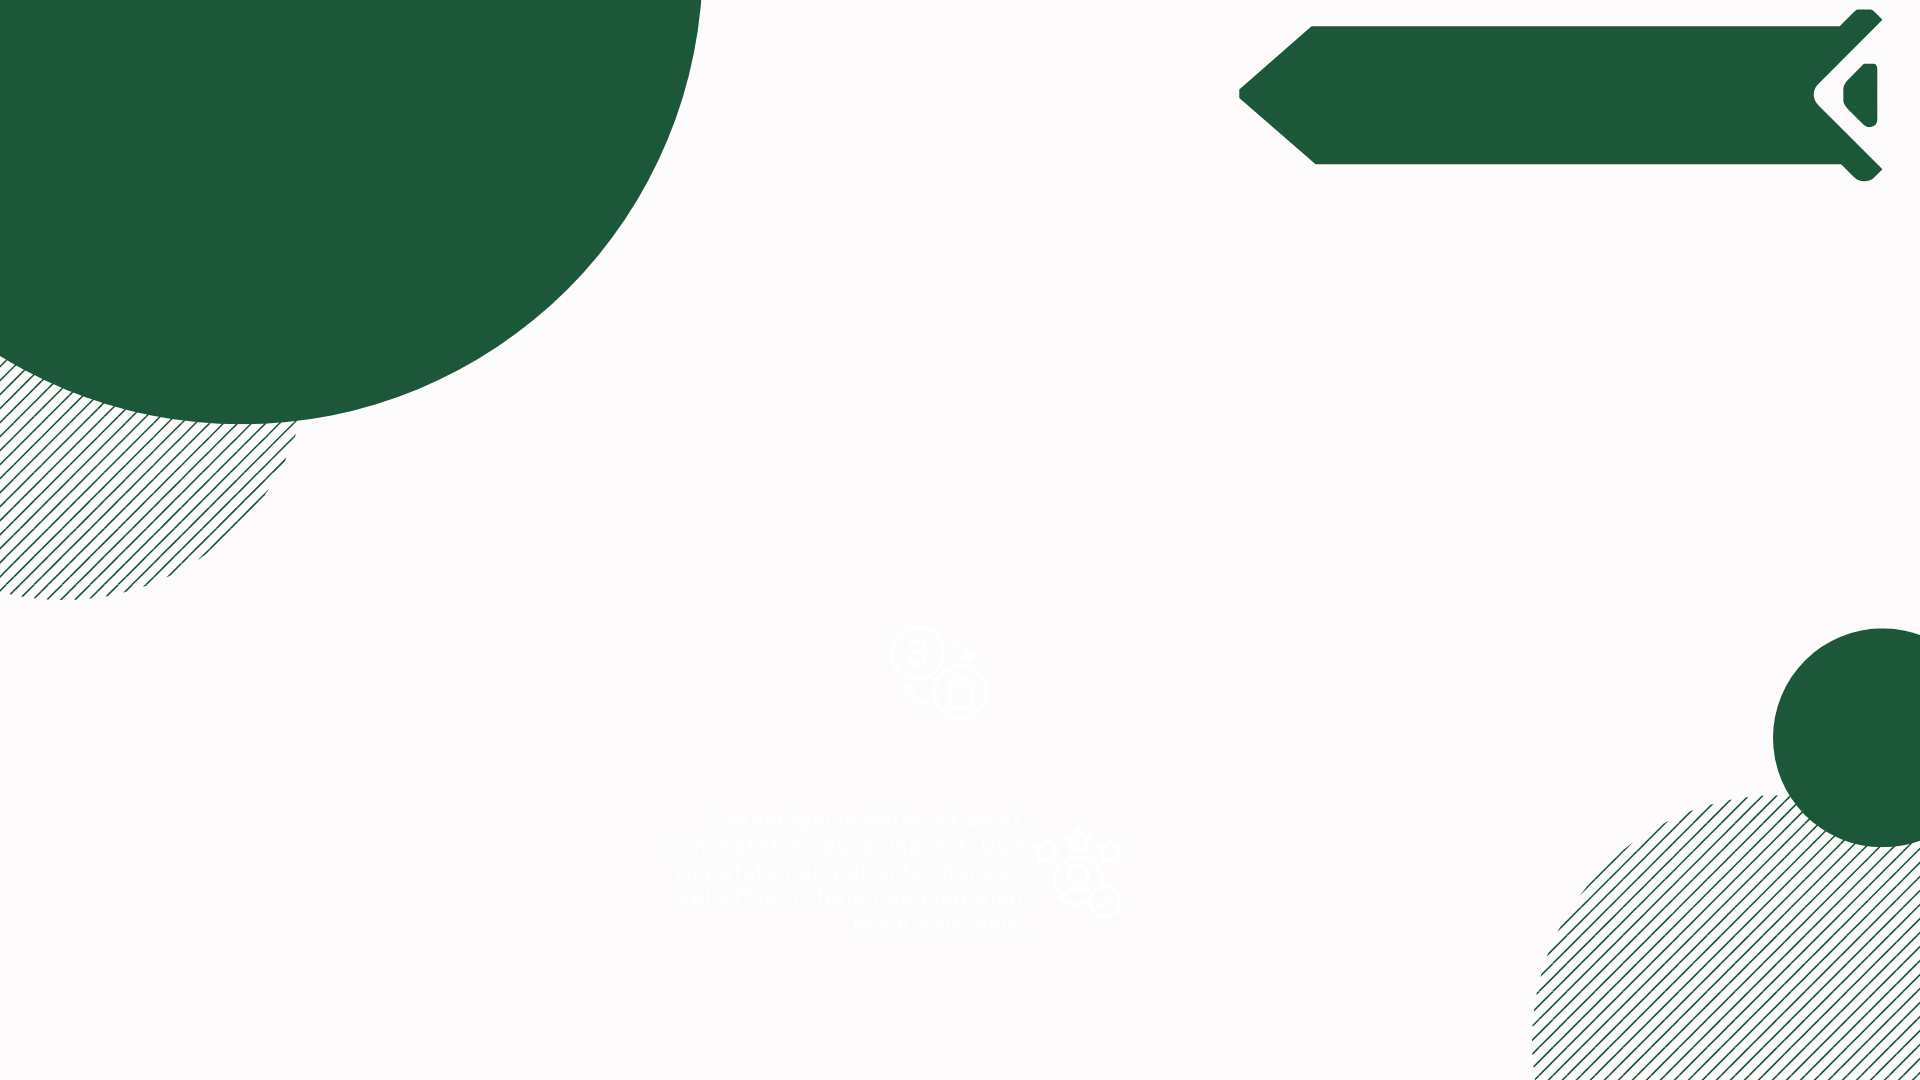 Lorem ipsum dolor sit amet,
consectetur adipiscing elit. Duis
vulputate nulla at ante rhoncus,
vel efficitur felis condimentum.
Proin odio odio.